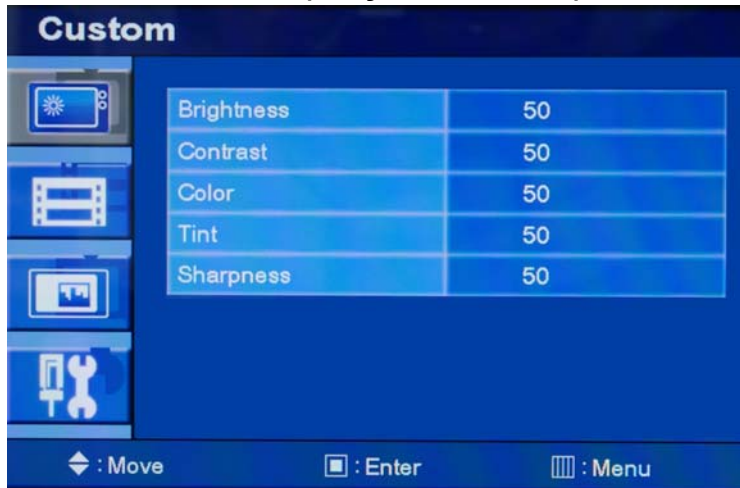 Custom
Brightness 50
Contrast 50
Color 50
Tint 50
Sharpness 50
: Move : Enter : Menu